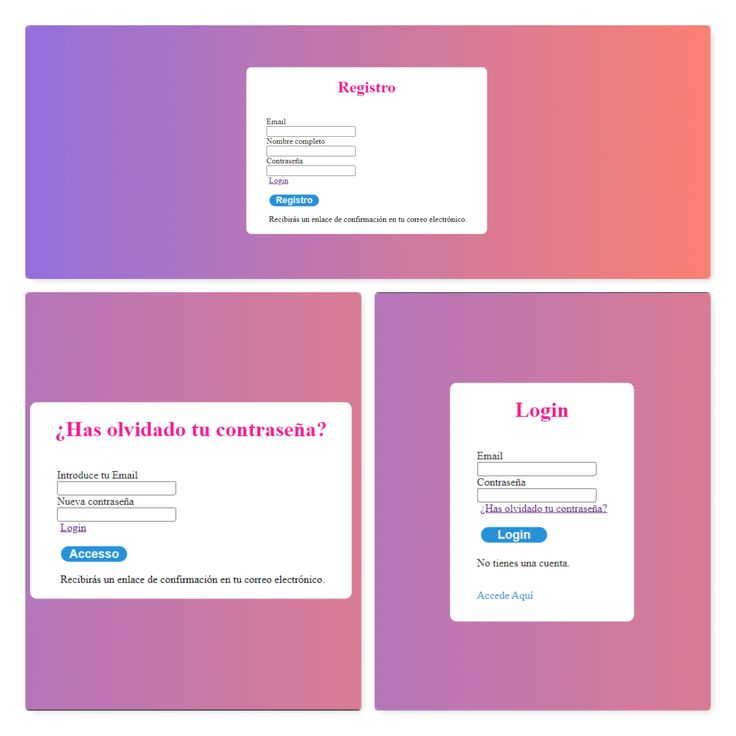 Registro
Email
Nombre completo
Contraseña
Login
Registro
Recibirás un enlace de confirmación en tu correo electrónico.
¿Has olvidado tu contraseña?
Introduce tu Email
Nueva contraseña
Login
Accesso
Recibirás un enlace de confirmación en tu correo electrónico.
Login
Email
Contraseña
¿Has olvidado tu contraseña?
Login
No tienes una cuenta.
Accede Aquí